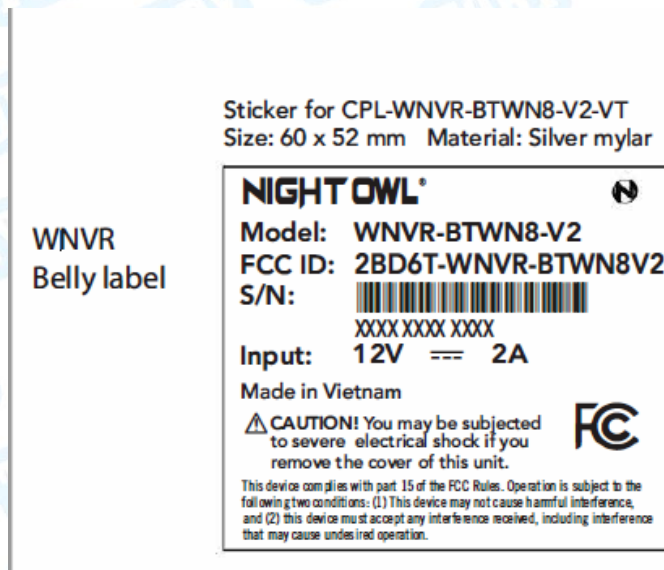 Sticker for CPL-WNVR-BTWN8-V2-VT
Size: 60 x 52 mm Material: Silver mylar
WNVR
Belly label
NIGHT OWL®
Model: WNVR-BTWN8-V2
FCC ID: 2BD6T-WNVR-BTWN8V2
S/N:
XXXX XXXX XXXX
Input: 12V ⎓ 2A
Made in Vietnam
⚠ CAUTION! You may be subjected
to severe electrical shock if you
remove the cover of this unit.
FC
This device complies with part 15 of the FCC Rules. Operation is subject to the
following two conditions: (1) This device may not cause harmful interference,
and (2) this device must accept any interference received, including interference
that may cause undesired operation.